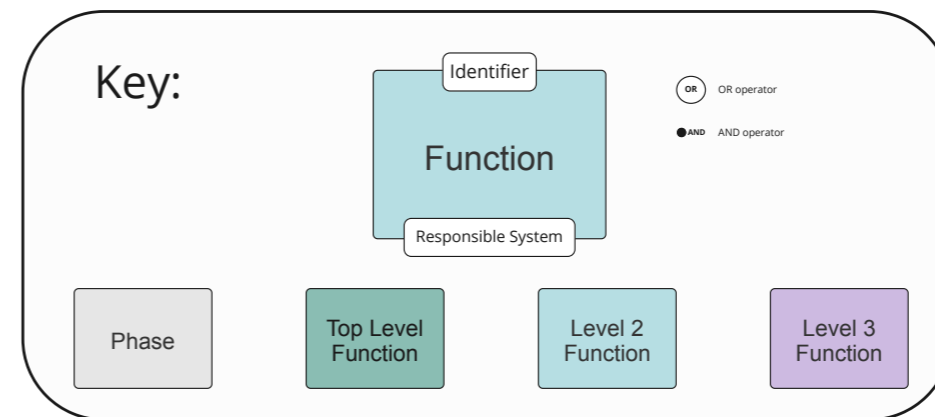 Key:
Identifier
Function
Responsible System
OR OR operator
AND AND operator
Phase
Top Level
Function
Level 2
Function
Level 3
Function